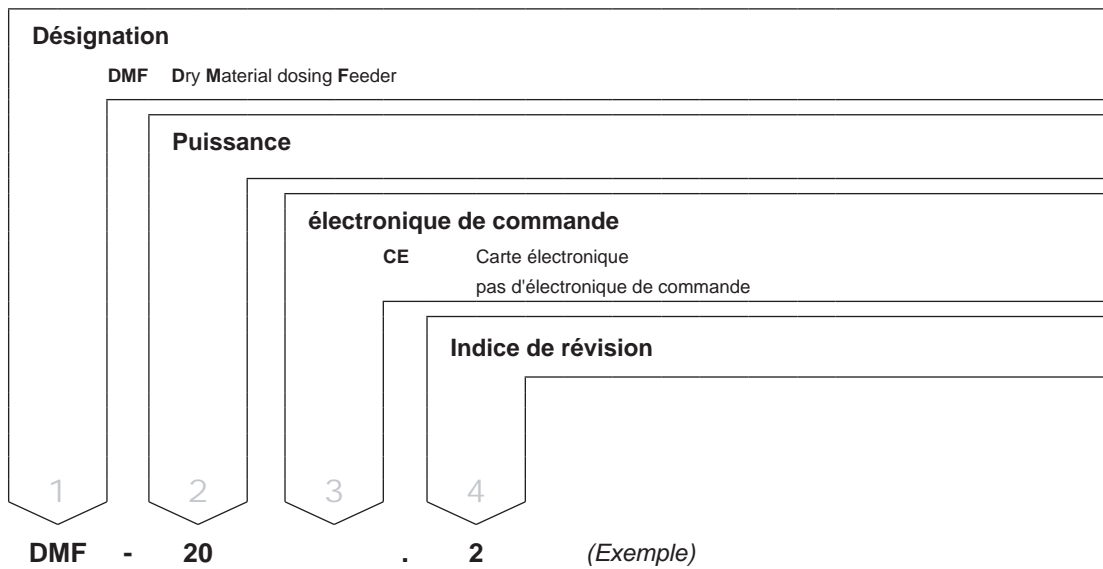 Désignation
DMF Dry Material dosing Feeder
Puissance
électronique de commande
CE Carte électronique
pas d'électronique de commande
Indice de révision
1 2 3 4
DMF - 20 . 2 (Exemple)